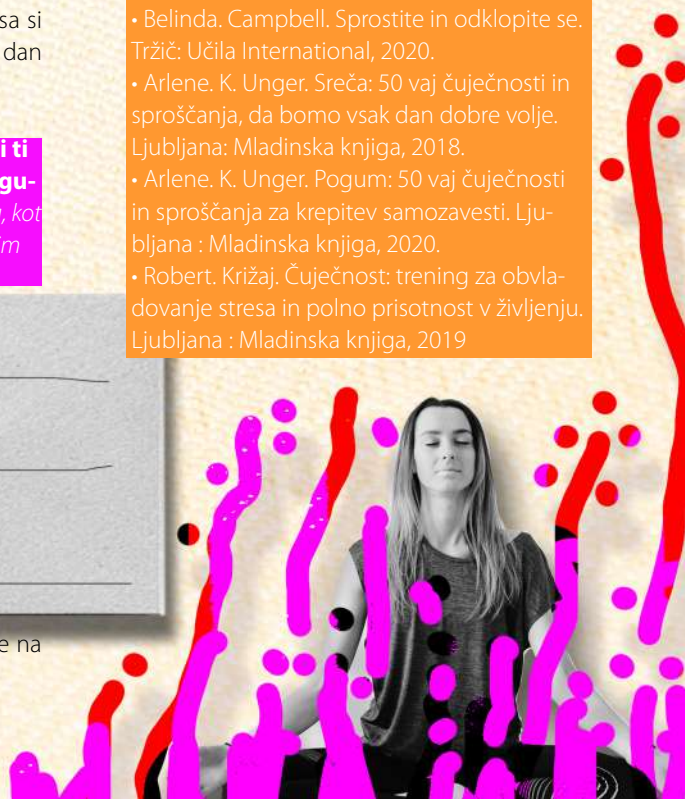 sa si
dan
i ti
gu-
, kot
im
e na
• Belinda. Campbell. Sprostite in odklopite se.
Tržič: Učila International, 2020.
• Arlene. K. Unger. Sreča: 50 vaj čuječnosti in
sproščanja, da bomo vsak dan dobre volje.
Ljubljana: Mladinska knjiga, 2018.
• Arlene. K. Unger. Pogum: 50 vaj čuječnosti
in sproščanja za krepitev samozavesti. Lju-
bljana : Mladinska knjiga, 2020.
• Robert. Križaj. Čuječnost: trening za obvla-
dovanje stresa in polno prisotnost v življenju.
Ljubljana : Mladinska knjiga, 2019